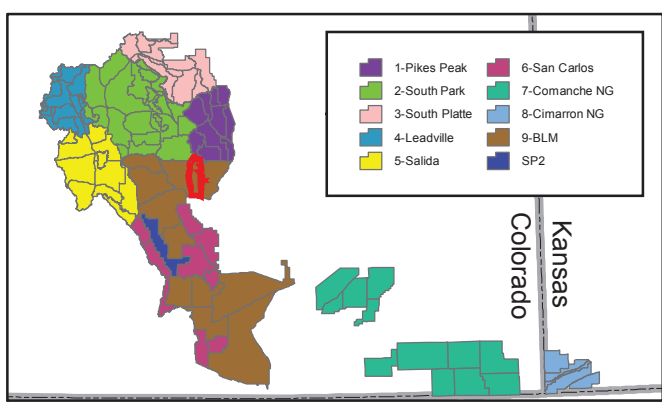 1-Pikes Peak
2-South Park
3-South Platte
4-Leadville
5-Salida
6-San Carlos
7-Comanche NG
8-Cimarron NG
9-BLM
SP2
Kansas
Colorado